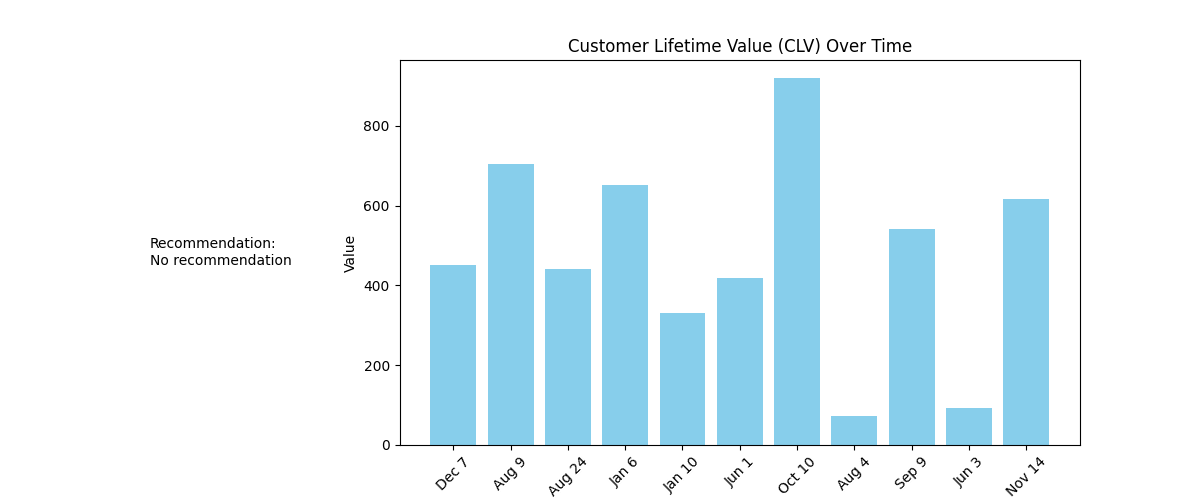 Customer Lifetime Value (CLV) Over Time
Recommendation:
No recommendation
Value
800
600
400
200
0
Dec 7
Aug 9
Aug 24
Jan 6
Jan 10
Jun 1
Oct 10
Aug 4
Sep 9
Jun 3
Nov 14